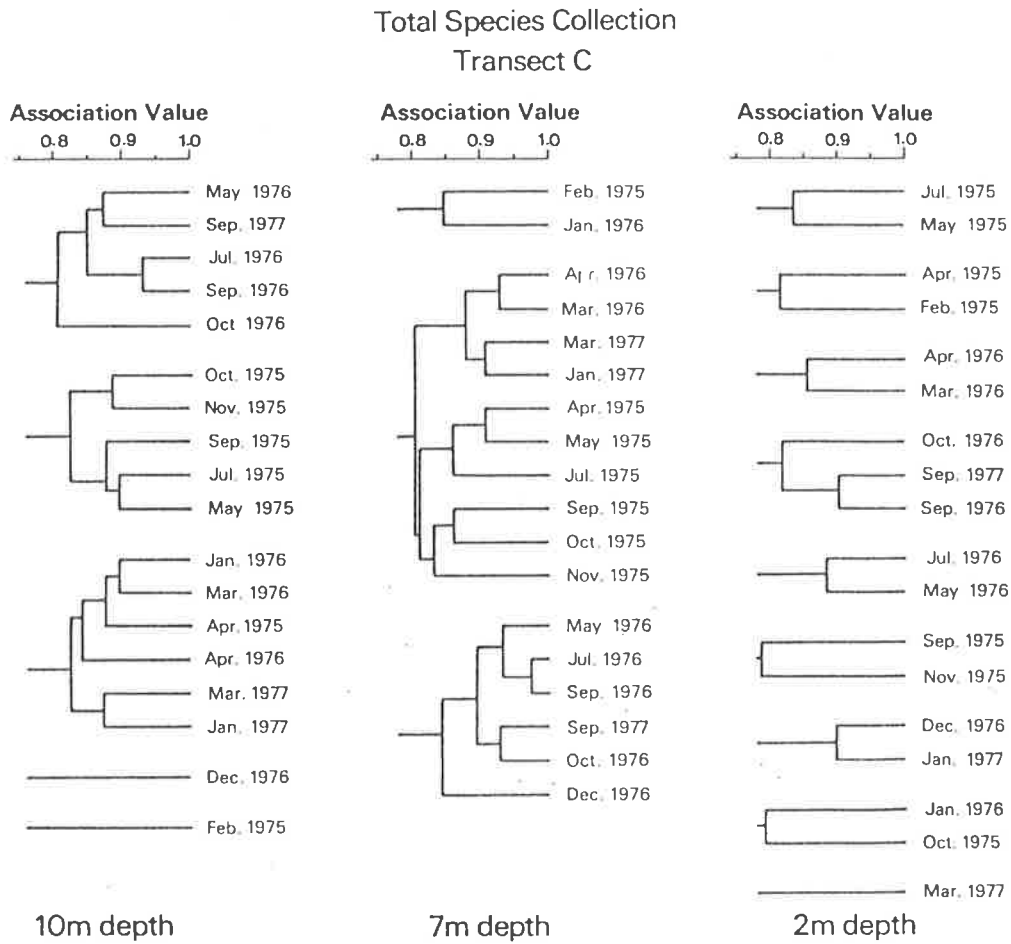 Total Species Collection
Transect C
Association Value
0.8 0.9 1.0
May 1976
Sep. 1977
Jul. 1976
Sep. 1976
Oct 1976
Oct. 1975
Nov. 1975
Sep. 1975
Jul. 1975
May 1975
Jan. 1976
Mar. 1976
Apr. 1975
Apr. 1976
Mar. 1977
Jan. 1977
Dec. 1976
Feb. 1975
10m depth
Association Value
0.8 0.9 1.0
Feb. 1975
Jan. 1976
Apr. 1976
Mar. 1976
Mar. 1977
Jan. 1977
Apr. 1975
May 1975
Jul. 1975
Sep. 1975
Oct. 1975
Nov. 1975
May 1976
Jul. 1976
Sep. 1976
Sep. 1977
Oct. 1976
Dec. 1976
7m depth
Association Value
0.8 0.9 1.0
Jul. 1975
May 1975
Apr. 1975
Feb. 1975
Apr. 1976
Mar. 1976
Oct. 1976
Sep. 1977
Sep. 1976
Jul. 1976
May 1976
Sep. 1975
Nov. 1975
Dec. 1976
Jan. 1977
Jan. 1976
Oct. 1975
Mar. 1977
2m depth